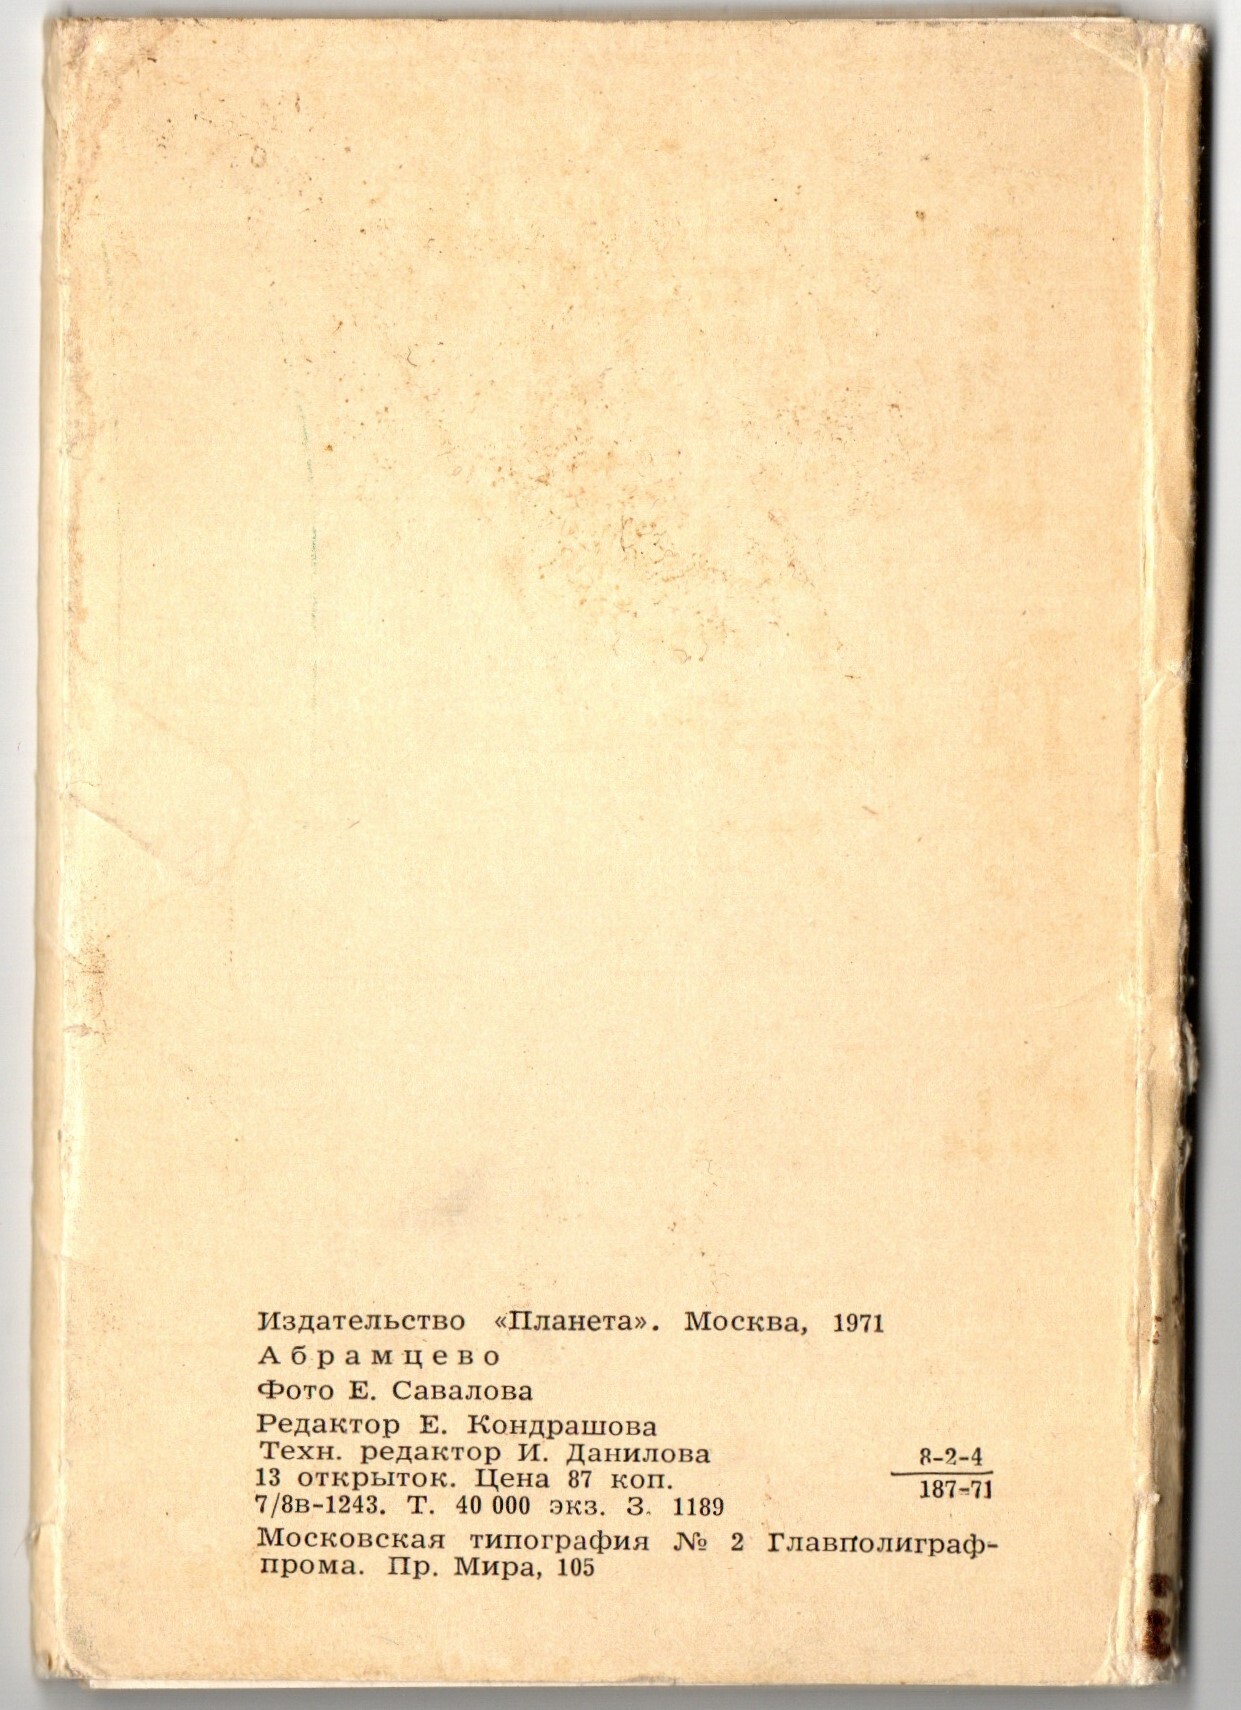 Издательство «Планета». Москва, 1971
Абрамцево
Фото Е. Савалова
Редактор Е. Кондрашова
Техн. редактор И. Данилова
13 открыток. Цена 87 коп.
7/8в-1243. Т. 40 000 экз. З. 1189
8-2-4
187-71
Московская типография № 2 Главполиграф-
прома. Пр. Мира, 105